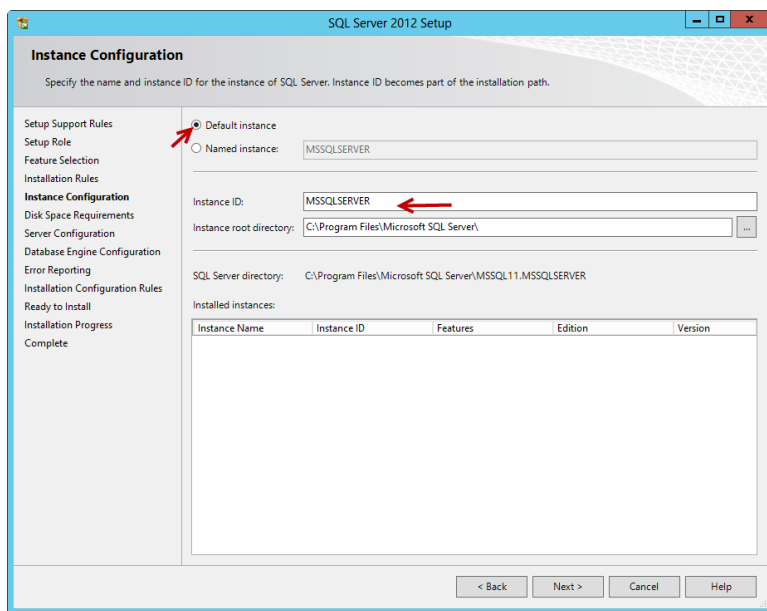 SQL Server 2012 Setup
Instance Configuration
Specify the name and instance ID for the instance of SQL Server. Instance ID becomes part of the installation path.
Setup Support Rules
Setup Role
Feature Selection
Installation Rules
Instance Configuration
Disk Space Requirements
Server Configuration
Database Engine Configuration
Error Reporting
Installation Configuration Rules
Ready to Install
Installation Progress
Complete
Default instance
Named instance: MSSQLSERVER
Instance ID: MSSQLSERVER
Instance root directory: C:\Program Files\Microsoft SQL Server\ ...
SQL Server directory: C:\Program Files\Microsoft SQL Server\MSSQL11.MSSQLSERVER
Installed instances:
Instance Name Instance ID Features Edition Version
< Back Next > Cancel Help